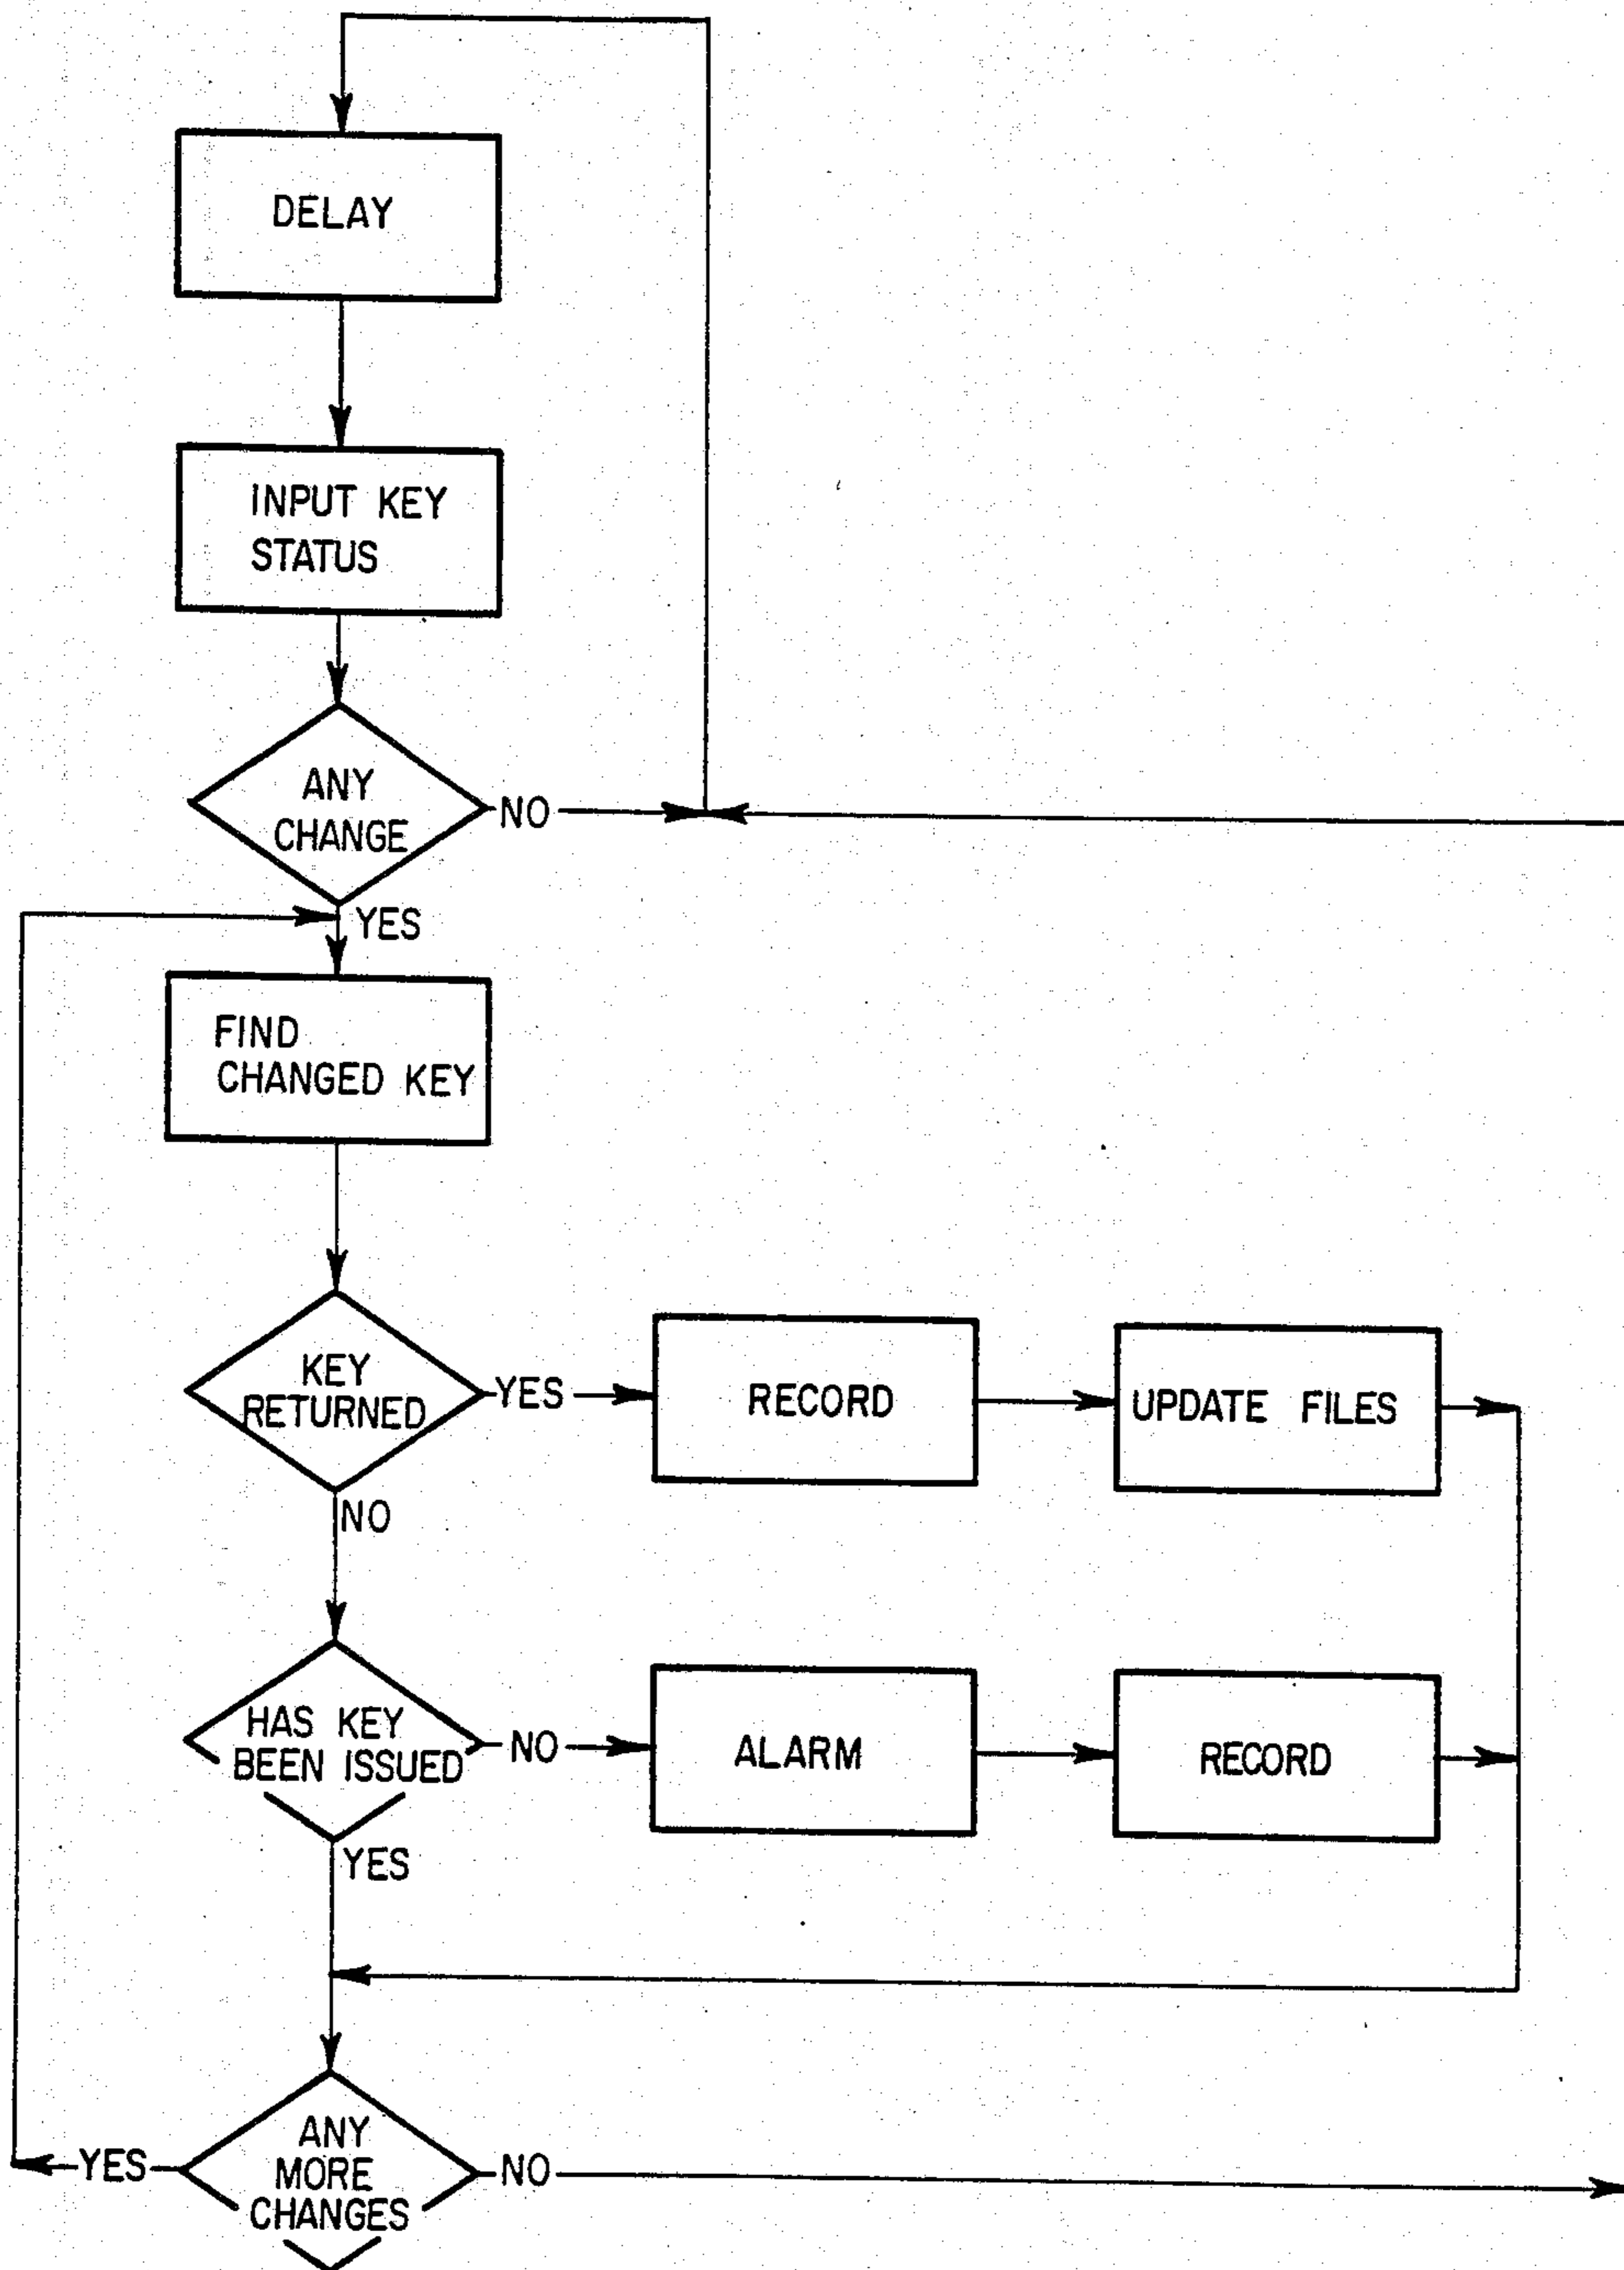 DELAY
INPUT KEY
STATUS
ANY
CHANGE
NO
YES
FIND
CHANGED KEY
KEY
RETURNED
YES
RECORD
UPDATE FILES
NO
HAS KEY
BEEN ISSUED
NO
ALARM
RECORD
YES
ANY
MORE
CHANGES
YES
NO